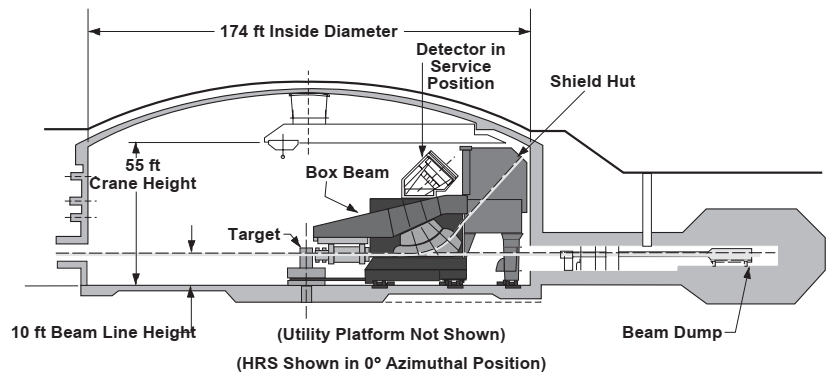 174 ft Inside Diameter
Detector in
Service
Position
Shield Hut
55 ft
Crane Height
Box Beam
Target
10 ft Beam Line Height
(Utility Platform Not Shown)
Beam Dump
(HRS Shown in 0° Azimuthal Position)